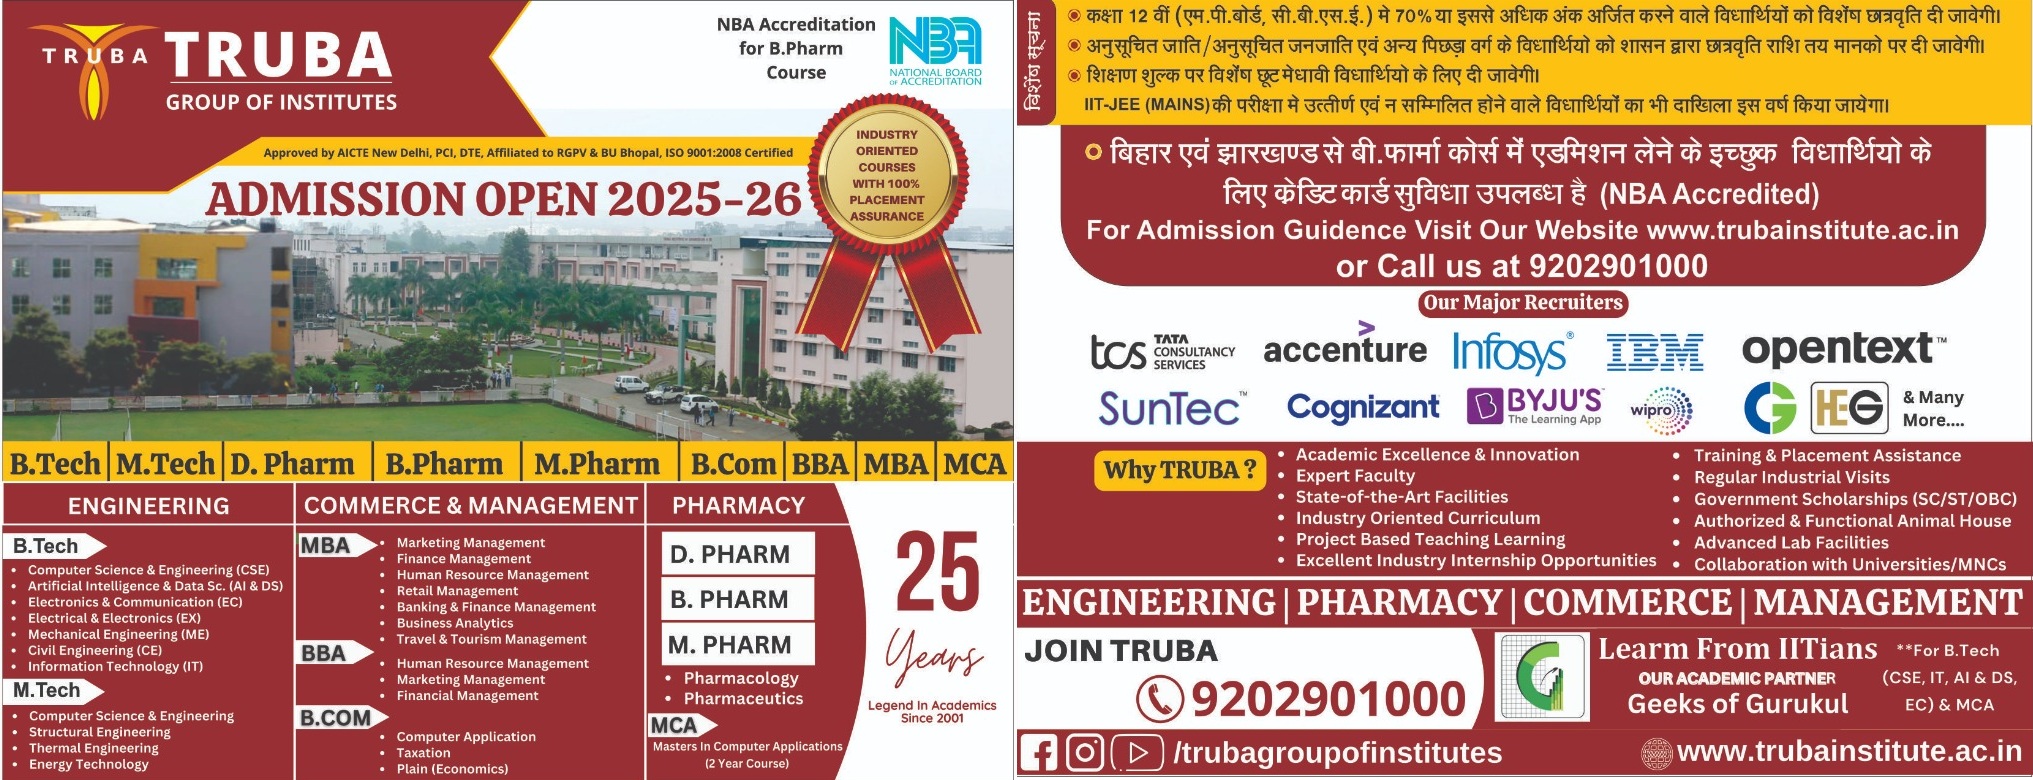 TRUBA
TRUBA
GROUP OF INSTITUTES
NBA Accreditation
for B.Pharm
Course
NBA
NATIONAL BOARD
OF ACCREDITATION
Approved by AICTE New Delhi, PCI, DTE, Affiliated to RGPV & BU Bhopal, ISO 9001:2008 Certified
ADMISSION OPEN 2025-26
INDUSTRY
ORIENTED
COURSES
WITH 100%
PLACEMENT
ASSURANCE
B.Tech | M.Tech | D. Pharm | B.Pharm | M.Pharm | B.Com | BBA | MBA | MCA
ENGINEERING
B.Tech
• Computer Science & Engineering (CSE)
• Artificial Intelligence & Data Sc. (AI & DS)
• Electronics & Communication (EC)
• Electrical & Electronics (EX)
• Mechanical Engineering (ME)
• Civil Engineering (CE)
• Information Technology (IT)
M.Tech
• Computer Science & Engineering
• Structural Engineering
• Thermal Engineering
• Energy Technology
COMMERCE & MANAGEMENT
MBA
• Marketing Management
• Finance Management
• Human Resource Management
• Retail Management
• Banking & Finance Management
• Business Analytics
• Travel & Tourism Management
BBA
• Human Resource Management
• Marketing Management
• Financial Management
B.COM
• Computer Application
• Taxation
• Plain (Economics)
PHARMACY
D. PHARM
B. PHARM
M. PHARM
• Pharmacology
• Pharmaceutics
MCA
Masters In Computer Applications
(2 Year Course)
25
Years
Legend In Academics
Since 2001
विशेष सूचना
कक्षा 12 वीं (एम.पी.बोर्ड, सी.बी.एस.ई.) मे 70% या इससे अधिक अंक अर्जित करने वाले विधार्थियों को विशेष छात्रवृति दी जावेगी।
अनुसूचित जाति/अनुसूचित जनजाति एवं अन्य पिछड़ा वर्ग के विधार्थियो को शासन द्वारा छात्रवृति राशि तय मानको पर दी जावेगी।
शिक्षण शुल्क पर विशेष छूट मेधावी विधार्थियो के लिए दी जावेगी।
IIT-JEE (MAINS) की परीक्षा मे उत्तीर्ण एवं न सम्मिलित होने वाले विधार्थियों का भी दाखिला इस वर्ष किया जायेगा।
बिहार एवं झारखण्ड से बी.फार्मा कोर्स में एडमिशन लेने के इच्छुक विधार्थियो के
लिए क्रेडिट कार्ड सुविधा उपलब्ध है (NBA Accredited)
For Admission Guidence Visit Our Website www.trubainstitute.ac.in
or Call us at 9202901000
Our Major Recruiters
tcs TATA CONSULTANCY SERVICES
accenture
Infosys®
IBM
opentext™
SunTec™
Cognizant
BYJU'S
The Learning App
wipro
CG
HEG
& Many
More....
Why TRUBA ?
• Academic Excellence & Innovation
• Expert Faculty
• State-of-the-Art Facilities
• Industry Oriented Curriculum
• Project Based Teaching Learning
• Excellent Industry Internship Opportunities
• Training & Placement Assistance
• Regular Industrial Visits
• Government Scholarships (SC/ST/OBC)
• Authorized & Functional Animal House
• Advanced Lab Facilities
• Collaboration with Universities/MNCs
ENGINEERING | PHARMACY | COMMERCE | MANAGEMENT
JOIN TRUBA
9202901000
Learm From IITians
OUR ACADEMIC PARTNER
Geeks of Gurukul
**For B.Tech
(CSE, IT, AI & DS,
EC) & MCA
/trubagroupofinstitutes
www.trubainstitute.ac.in